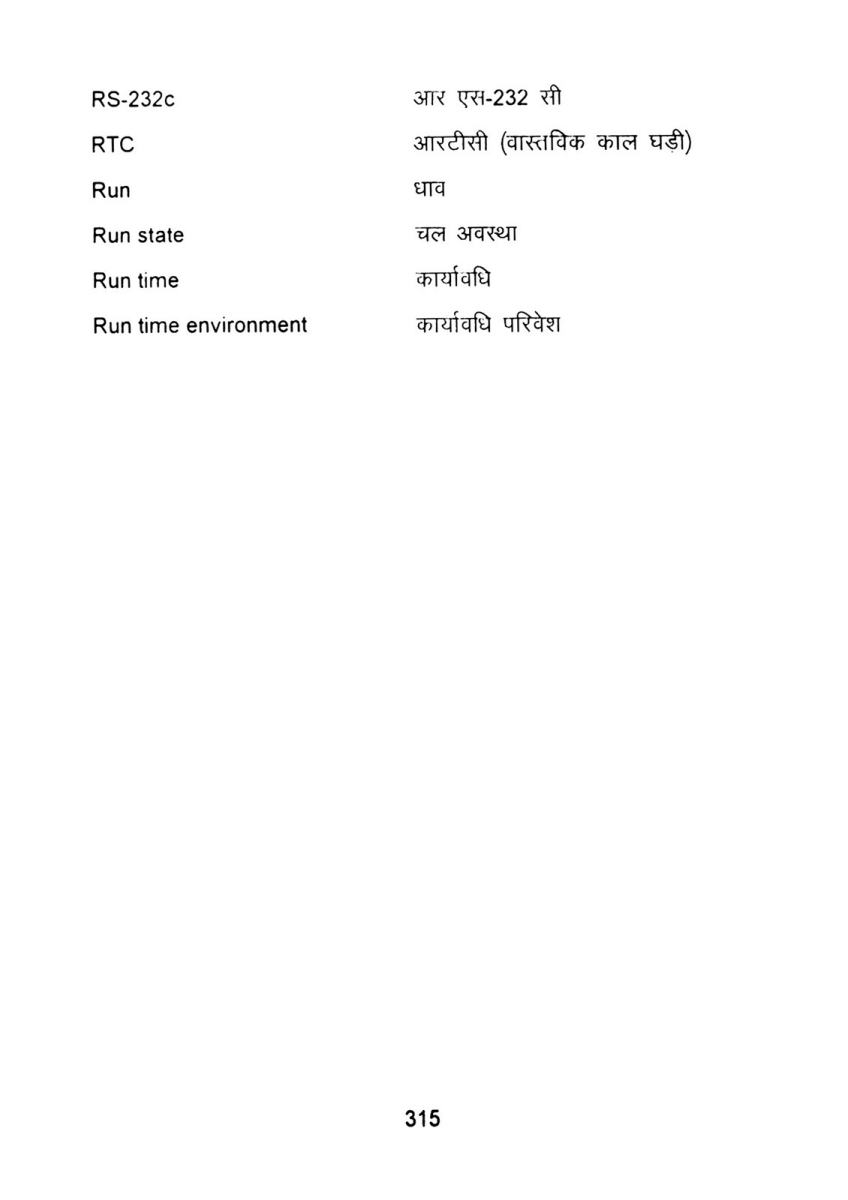 RS-232c आर एस-232 सी
RTC आरटीसी (वास्तविक काल घड़ी)
Run धाव
Run state चल अवस्था
Run time कार्यावधि
Run time environment कार्यावधि परिवेश
315